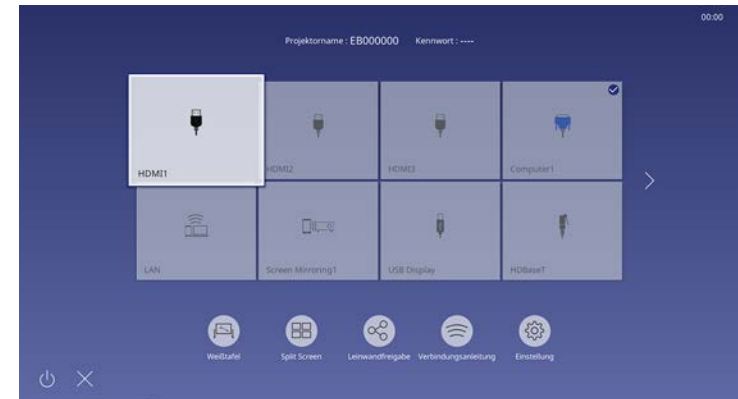 00:00
Projektorname : EB000000 Kennwort : ----
HDMI1
HDMI2
HDMI3
Computer1
LAN
Screen Mirroring1
USB Display
HDBaseT
Weißtafel
Split Screen
Leinwandfreigabe
Verbindungsanleitung
Einstellung